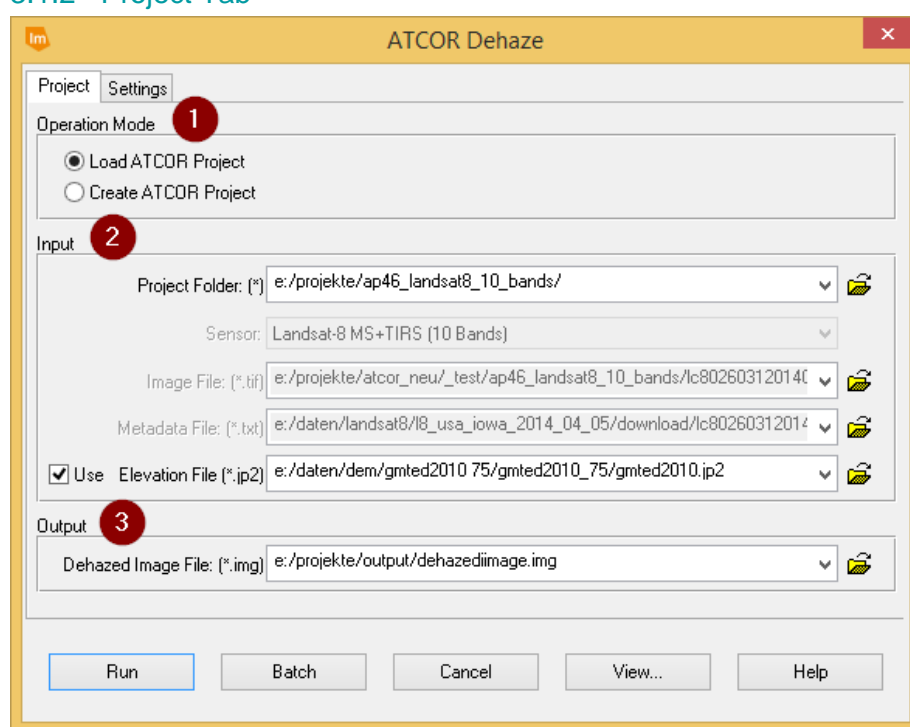 Project Tab
Im
ATCOR Dehaze
×
Project Settings
Operation Mode 1
Load ATCOR Project
Create ATCOR Project
Input 2
Project Folder: (*) e:/projekte/ap46_landsat8_10_bands/
Sensor: Landsat-8 MS+TIRS (10 Bands)
Image File: (*.tif) e:/projekte/atcor_neu/_test/ap46_landsat8_10_bands/lc80260312014
Metadata File: (*.txt) e:/daten/landsat8/l8_usa_iowa_2014_04_05/download/lc8026031201
Use Elevation File (*.jp2) e:/daten/dem/gmted2010 75/gmted2010_75/gmted2010.jp2
Output 3
Dehazed Image File: (*.img) e:/projekte/output/dehazediimage.img
Run Batch Cancel View... Help